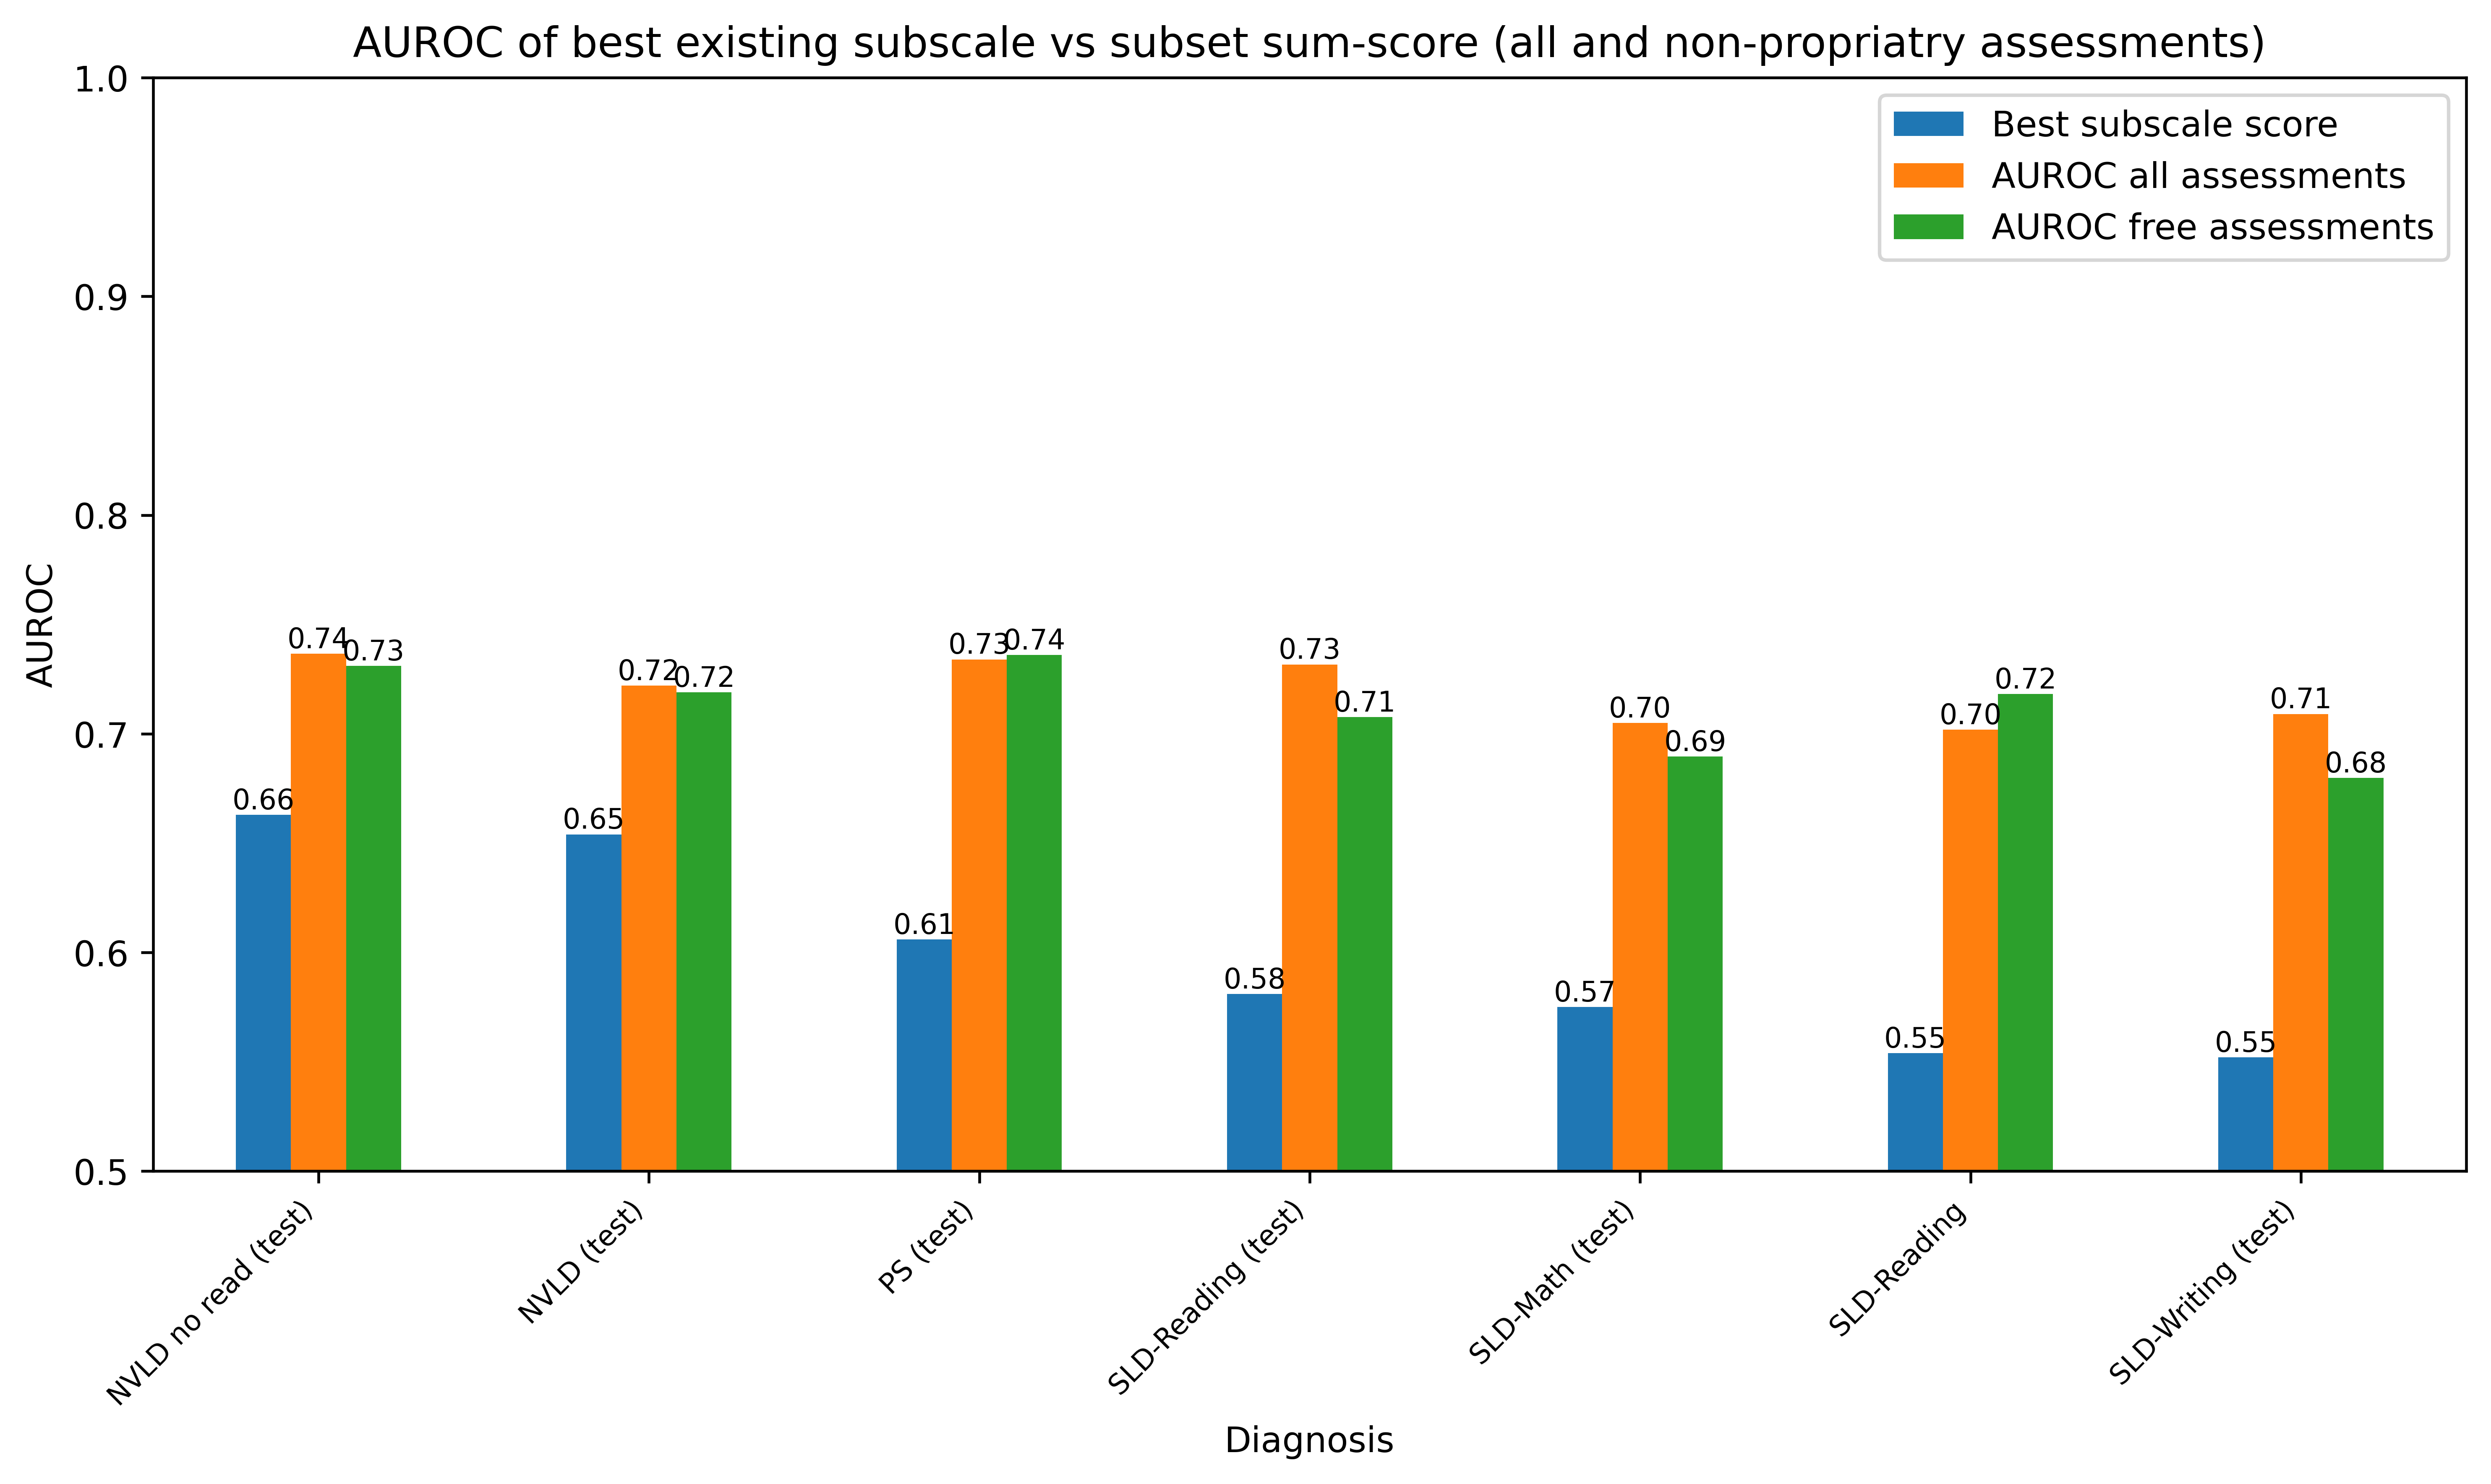 AUROC of best existing subscale vs subset sum-score (all and non-propriatry assessments)
Best subscale score
AUROC all assessments
AUROC free assessments
AUROC
1.0
0.9
0.8
0.7
0.6
0.5
0.66
0.74
0.73
0.65
0.72
0.72
0.61
0.73
0.74
0.58
0.73
0.71
0.57
0.70
0.69
0.55
0.70
0.72
0.55
0.71
0.68
NVLD no read (test)
NVLD (test)
PS (test)
SLD-Reading (test)
SLD-Math (test)
SLD-Reading
SLD-Writing (test)
Diagnosis